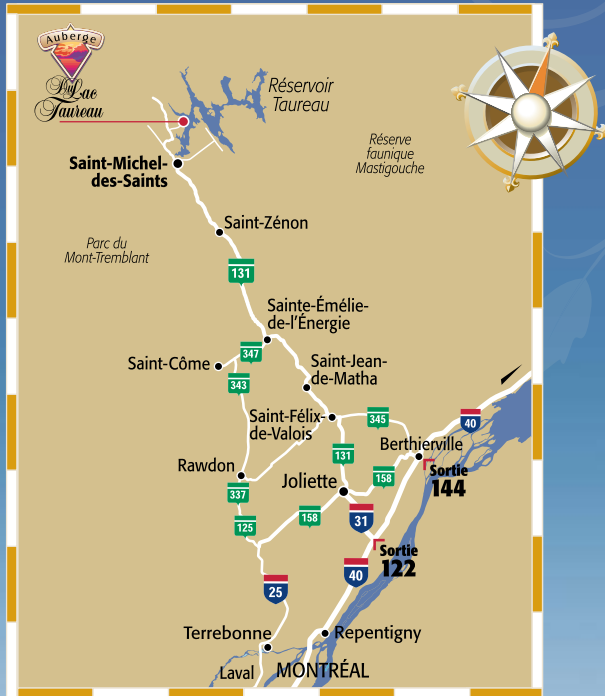 Auberge
Du Lac
Taureau
Réservoir
Taureau
Réserve
faunique
Mastigouche
Saint-Michel-
des-Saints
Saint-Zénon
Parc du
Mont-Tremblant
131
Sainte-Émélie-
de-l'Énergie
347
Saint-Côme
343
Saint-Jean-
de-Matha
Saint-Félix-
de-Valois
345
40
Berthierville
131
Rawdon
Joliette
158
Sortie
144
337
125
158
31
Sortie
122
40
25
Terrebonne
Repentigny
Laval
MONTRÉAL